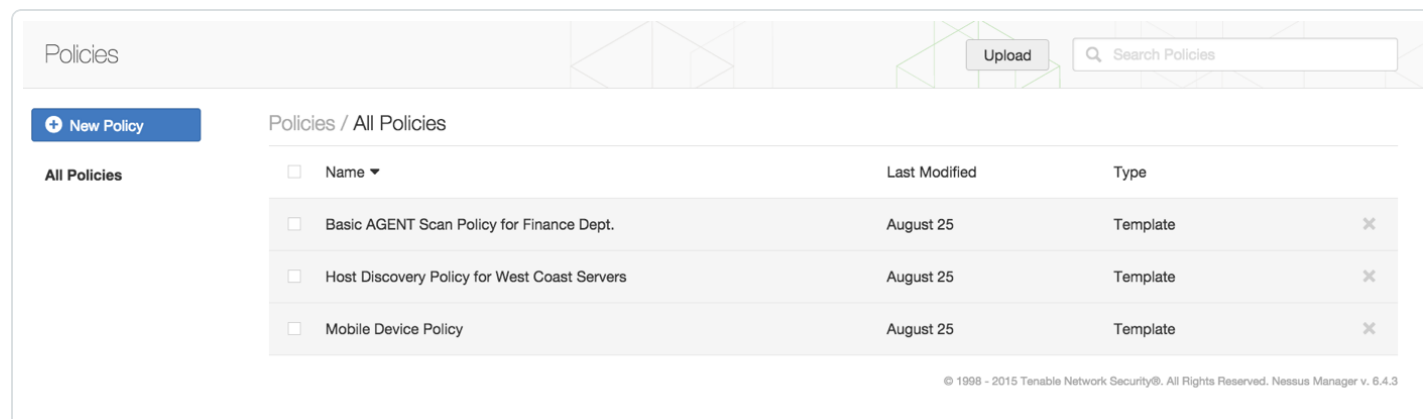 Policies
Upload
Search Policies
New Policy
Policies / All Policies
All Policies
Name Last Modified Type
Basic AGENT Scan Policy for Finance Dept. August 25 Template
Host Discovery Policy for West Coast Servers August 25 Template
Mobile Device Policy August 25 Template
© 1998 - 2015 Tenable Network Security®. All Rights Reserved. Nessus Manager v. 6.4.3